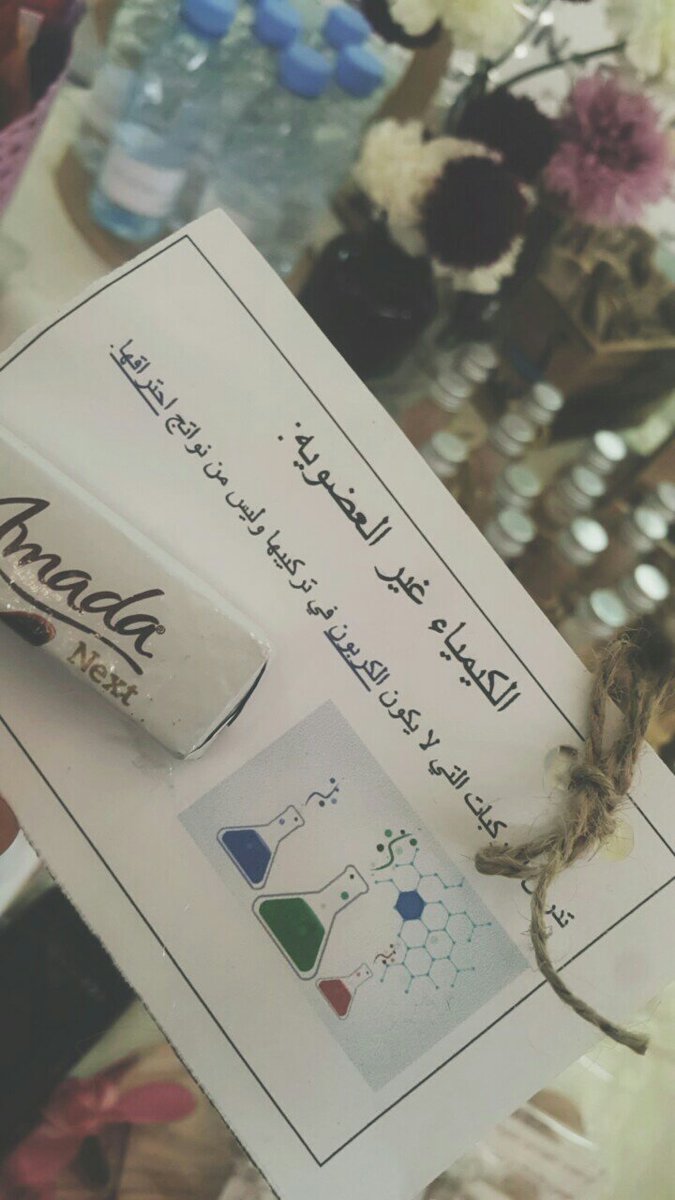 الكيمياء غير العضوية:
كبات التي لا يكون الكربون في تركيبها وليس من نواتج احتراقها.
Amada®
Next